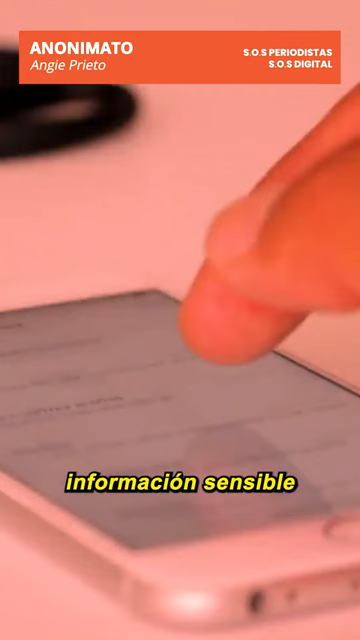 ANONIMATO
Angie Prieto
S.O.S PERIODISTAS
S.O.S DIGITAL
información sensible